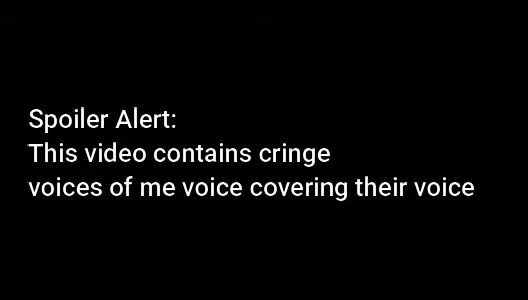 Spoiler Alert:
This video contains cringe
voices of me voice covering their voice